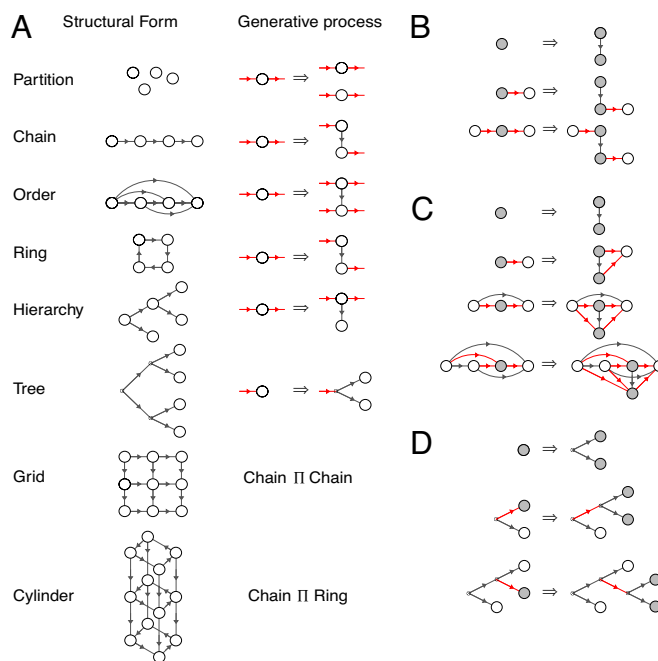 A
Structural Form
Generative process
Partition
⇒
Chain
⇒
Order
⇒
Ring
⇒
Hierarchy
⇒
Tree
⇒
Grid
Chain Π Chain
Cylinder
Chain Π Ring
B
⇒
⇒
⇒
C
⇒
⇒
⇒
⇒
D
⇒
⇒
⇒